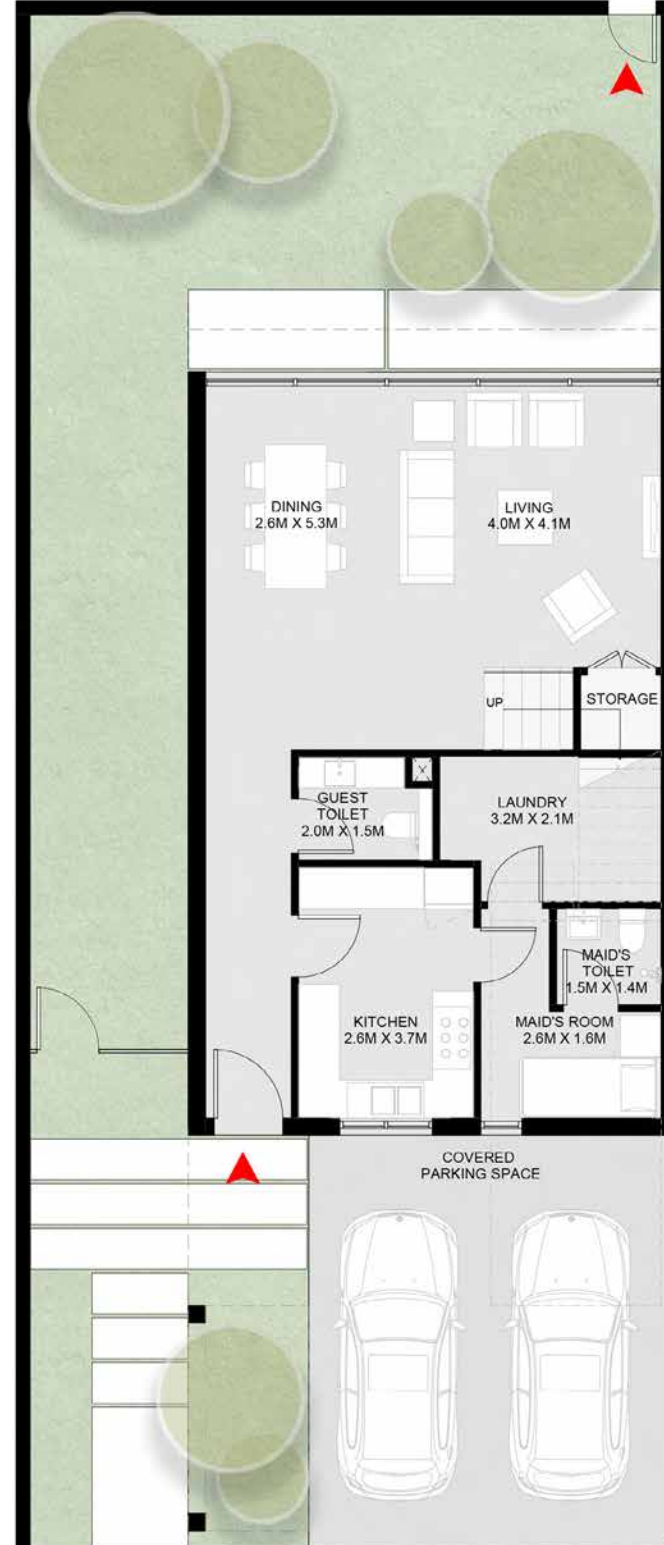 DINING
2.6M X 5.3M
LIVING
4.0M X 4.1M
UP
STORAGE
GUEST
TOILET
2.0M X 1.5M
LAUNDRY
3.2M X 2.1M
MAID'S
TOILET
1.5M X 1.4M
KITCHEN
2.6M X 3.7M
MAID'S ROOM
2.6M X 1.6M
COVERED
PARKING SPACE